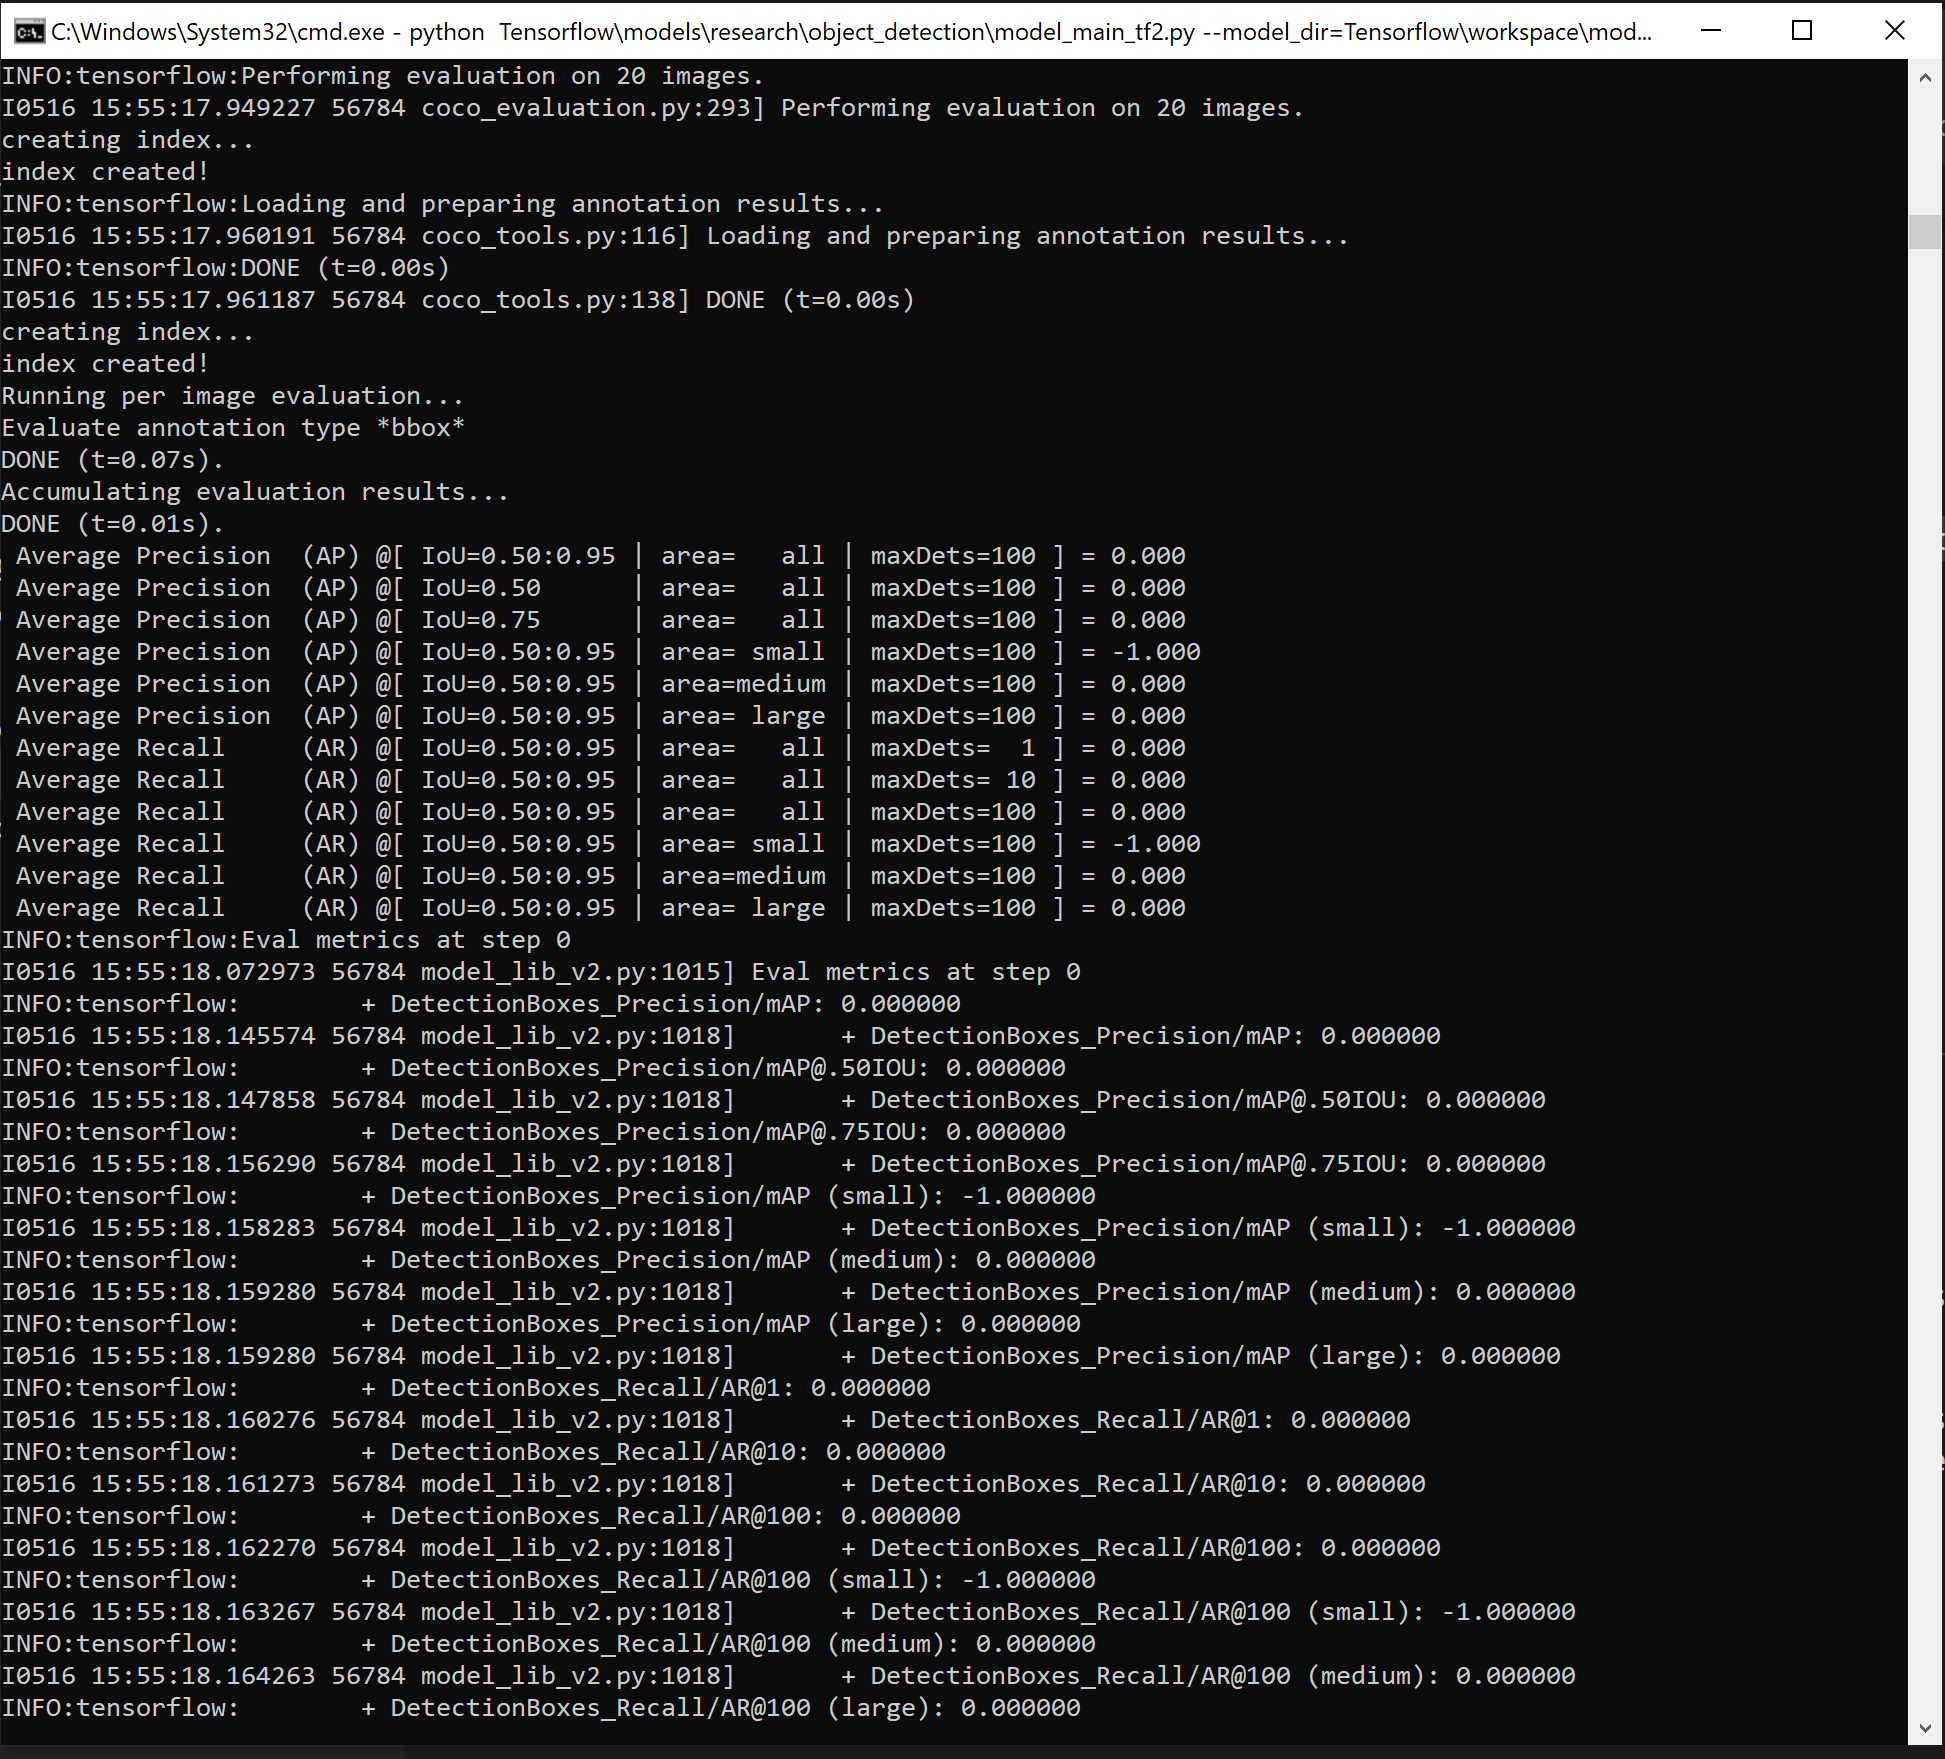 C:\Windows\System32\cmd.exe - python  Tensorflow\models\research\object_detection\model_main_tf2.py --model_dir=Tensorflow\workspace\mod...
INFO:tensorflow:Performing evaluation on 20 images.
I0516 15:55:17.949227 56784 coco_evaluation.py:293] Performing evaluation on 20 images.
creating index...
index created!
INFO:tensorflow:Loading and preparing annotation results...
I0516 15:55:17.960191 56784 coco_tools.py:116] Loading and preparing annotation results...
INFO:tensorflow:DONE (t=0.00s)
I0516 15:55:17.961187 56784 coco_tools.py:138] DONE (t=0.00s)
creating index...
index created!
Running per image evaluation...
Evaluate annotation type *bbox*
DONE (t=0.07s).
Accumulating evaluation results...
DONE (t=0.01s).
 Average Precision  (AP) @[ IoU=0.50:0.95 | area=   all | maxDets=100 ] = 0.000
 Average Precision  (AP) @[ IoU=0.50      | area=   all | maxDets=100 ] = 0.000
 Average Precision  (AP) @[ IoU=0.75      | area=   all | maxDets=100 ] = 0.000
 Average Precision  (AP) @[ IoU=0.50:0.95 | area= small | maxDets=100 ] = -1.000
 Average Precision  (AP) @[ IoU=0.50:0.95 | area=medium | maxDets=100 ] = 0.000
 Average Precision  (AP) @[ IoU=0.50:0.95 | area= large | maxDets=100 ] = 0.000
 Average Recall     (AR) @[ IoU=0.50:0.95 | area=   all | maxDets=  1 ] = 0.000
 Average Recall     (AR) @[ IoU=0.50:0.95 | area=   all | maxDets= 10 ] = 0.000
 Average Recall     (AR) @[ IoU=0.50:0.95 | area=   all | maxDets=100 ] = 0.000
 Average Recall     (AR) @[ IoU=0.50:0.95 | area= small | maxDets=100 ] = -1.000
 Average Recall     (AR) @[ IoU=0.50:0.95 | area=medium | maxDets=100 ] = 0.000
 Average Recall     (AR) @[ IoU=0.50:0.95 | area= large | maxDets=100 ] = 0.000
INFO:tensorflow:Eval metrics at step 0
I0516 15:55:18.072973 56784 model_lib_v2.py:1015] Eval metrics at step 0
INFO:tensorflow:        + DetectionBoxes_Precision/mAP: 0.000000
I0516 15:55:18.145574 56784 model_lib_v2.py:1018]       + DetectionBoxes_Precision/mAP: 0.000000
INFO:tensorflow:        + DetectionBoxes_Precision/mAP@.50IOU: 0.000000
I0516 15:55:18.147858 56784 model_lib_v2.py:1018]       + DetectionBoxes_Precision/mAP@.50IOU: 0.000000
INFO:tensorflow:        + DetectionBoxes_Precision/mAP@.75IOU: 0.000000
I0516 15:55:18.156290 56784 model_lib_v2.py:1018]       + DetectionBoxes_Precision/mAP@.75IOU: 0.000000
INFO:tensorflow:        + DetectionBoxes_Precision/mAP (small): -1.000000
I0516 15:55:18.158283 56784 model_lib_v2.py:1018]       + DetectionBoxes_Precision/mAP (small): -1.000000
INFO:tensorflow:        + DetectionBoxes_Precision/mAP (medium): 0.000000
I0516 15:55:18.159280 56784 model_lib_v2.py:1018]       + DetectionBoxes_Precision/mAP (medium): 0.000000
INFO:tensorflow:        + DetectionBoxes_Precision/mAP (large): 0.000000
I0516 15:55:18.159280 56784 model_lib_v2.py:1018]       + DetectionBoxes_Precision/mAP (large): 0.000000
INFO:tensorflow:        + DetectionBoxes_Recall/AR@1: 0.000000
I0516 15:55:18.160276 56784 model_lib_v2.py:1018]       + DetectionBoxes_Recall/AR@1: 0.000000
INFO:tensorflow:        + DetectionBoxes_Recall/AR@10: 0.000000
I0516 15:55:18.161273 56784 model_lib_v2.py:1018]       + DetectionBoxes_Recall/AR@10: 0.000000
INFO:tensorflow:        + DetectionBoxes_Recall/AR@100: 0.000000
I0516 15:55:18.162270 56784 model_lib_v2.py:1018]       + DetectionBoxes_Recall/AR@100: 0.000000
INFO:tensorflow:        + DetectionBoxes_Recall/AR@100 (small): -1.000000
I0516 15:55:18.163267 56784 model_lib_v2.py:1018]       + DetectionBoxes_Recall/AR@100 (small): -1.000000
INFO:tensorflow:        + DetectionBoxes_Recall/AR@100 (medium): 0.000000
I0516 15:55:18.164263 56784 model_lib_v2.py:1018]       + DetectionBoxes_Recall/AR@100 (medium): 0.000000
INFO:tensorflow:        + DetectionBoxes_Recall/AR@100 (large): 0.000000